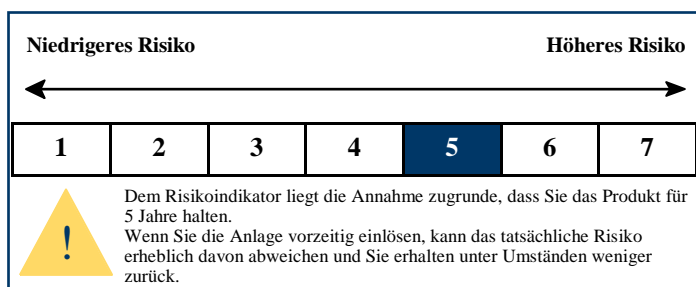 Niedrigeres Risiko Höheres Risiko
1 2 3 4 5 6 7
!
Dem Risikoindikator liegt die Annahme zugrunde, dass Sie das Produkt für
5 Jahre halten.
Wenn Sie die Anlage vorzeitig einlösen, kann das tatsächliche Risiko
erheblich davon abweichen und Sie erhalten unter Umständen weniger
zurück.